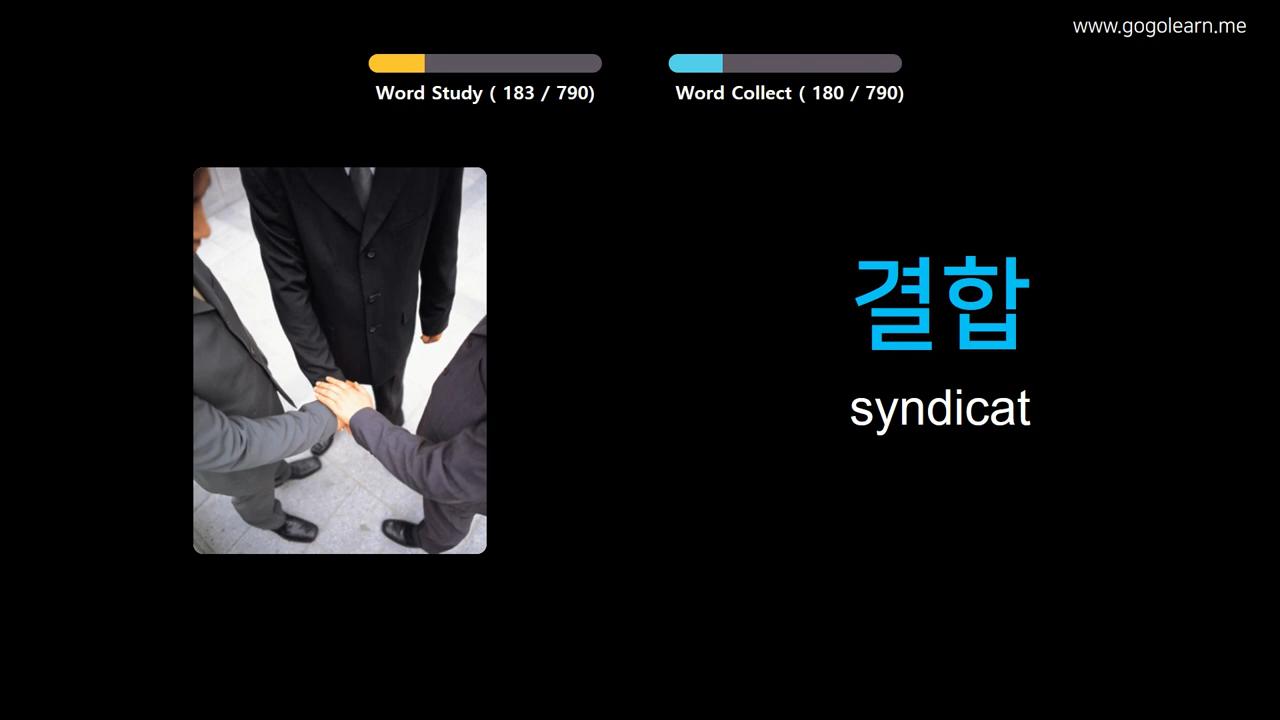 www.gogolearn.me
Word Study ( 183 / 790)
Word Collect ( 180 / 790)
결합
syndicat